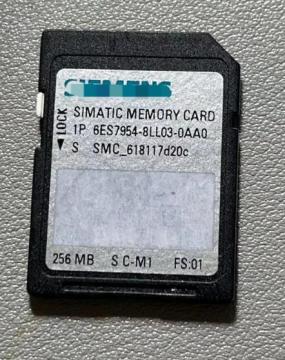 SIEMENS
LOCK
SIMATIC MEMORY CARD
1P 6ES7954-8LL03-0AA0
S SMC_618117d20c
256 MB S C-M1 FS:01